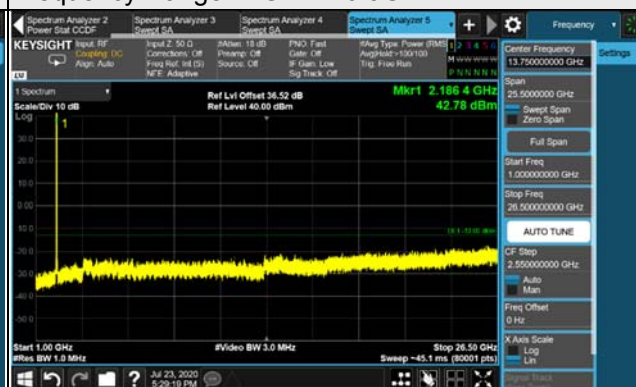 Spectrum Analyzer 2
Power Stat CCDF
Spectrum Analyzer 3
Swept SA
Spectrum Analyzer 4
Swept SA
Spectrum Analyzer 5
Swept SA
Frequency
KEYSIGHT
Input: RF
Coupling: DC
Align: Auto
Input Z: 50 Ω
Corrections: Off
Freq Ref: Int (S)
NFE: Adaptive
#Atten: 18 dB
Preamp: Off
Source: Off
PNO: Fast
Gate: Off
IF Gain: Low
Sig Track: Off
#Avg Type: Power (RMS)
AvgHold:>100/100
Trig: Free Run
1 2 3 4 5 6
M W W W W W
P N N N N N
LW
1 Spectrum
Scale/Div 10 dB
Log
Ref Lvl Offset 36.52 dB
Ref Level 40.00 dBm
Mkr1 2.186 4 GHz
42.78 dBm
1
30.0
20.0
10.0
0.00
-10.0
-20.0
-30.0
-40.0
-50.0
Start 1.00 GHz
#Res BW 1.0 MHz
#Video BW 3.0 MHz
Stop 26.50 GHz
Sweep ~45.1 ms (80001 pts)
Jul 23, 2020
5:29:19 PM
Center Frequency
13.750000000 GHz
Settings
Span
25.5000000 GHz
Swept Span
Zero Span
Full Span
Start Freq
1.000000000 GHz
Stop Freq
26.500000000 GHz
AUTO TUNE
CF Step
2.550000000 GHz
Auto
Man
Freq Offset
0 Hz
X Axis Scale
Log
Lin
Signal Track